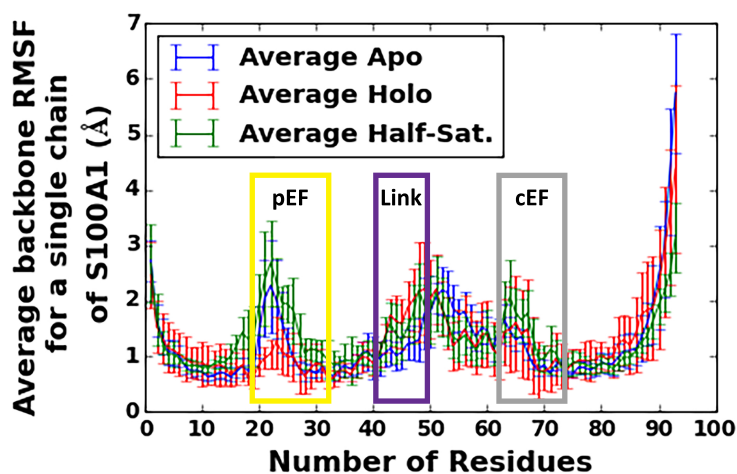 Average backbone RMSF
for a single chain
of S100A1 (Å)
7
6
5
4
3
2
1
0
Average Apo
Average Holo
Average Half-Sat.
pEF
Link
cEF
0 10 20 30 40 50 60 70 80 90 100
Number of Residues